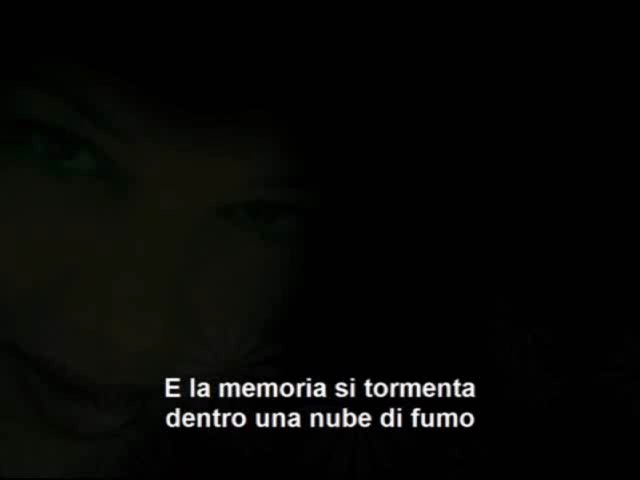 E la memoria si tormenta
dentro una nube di fumo